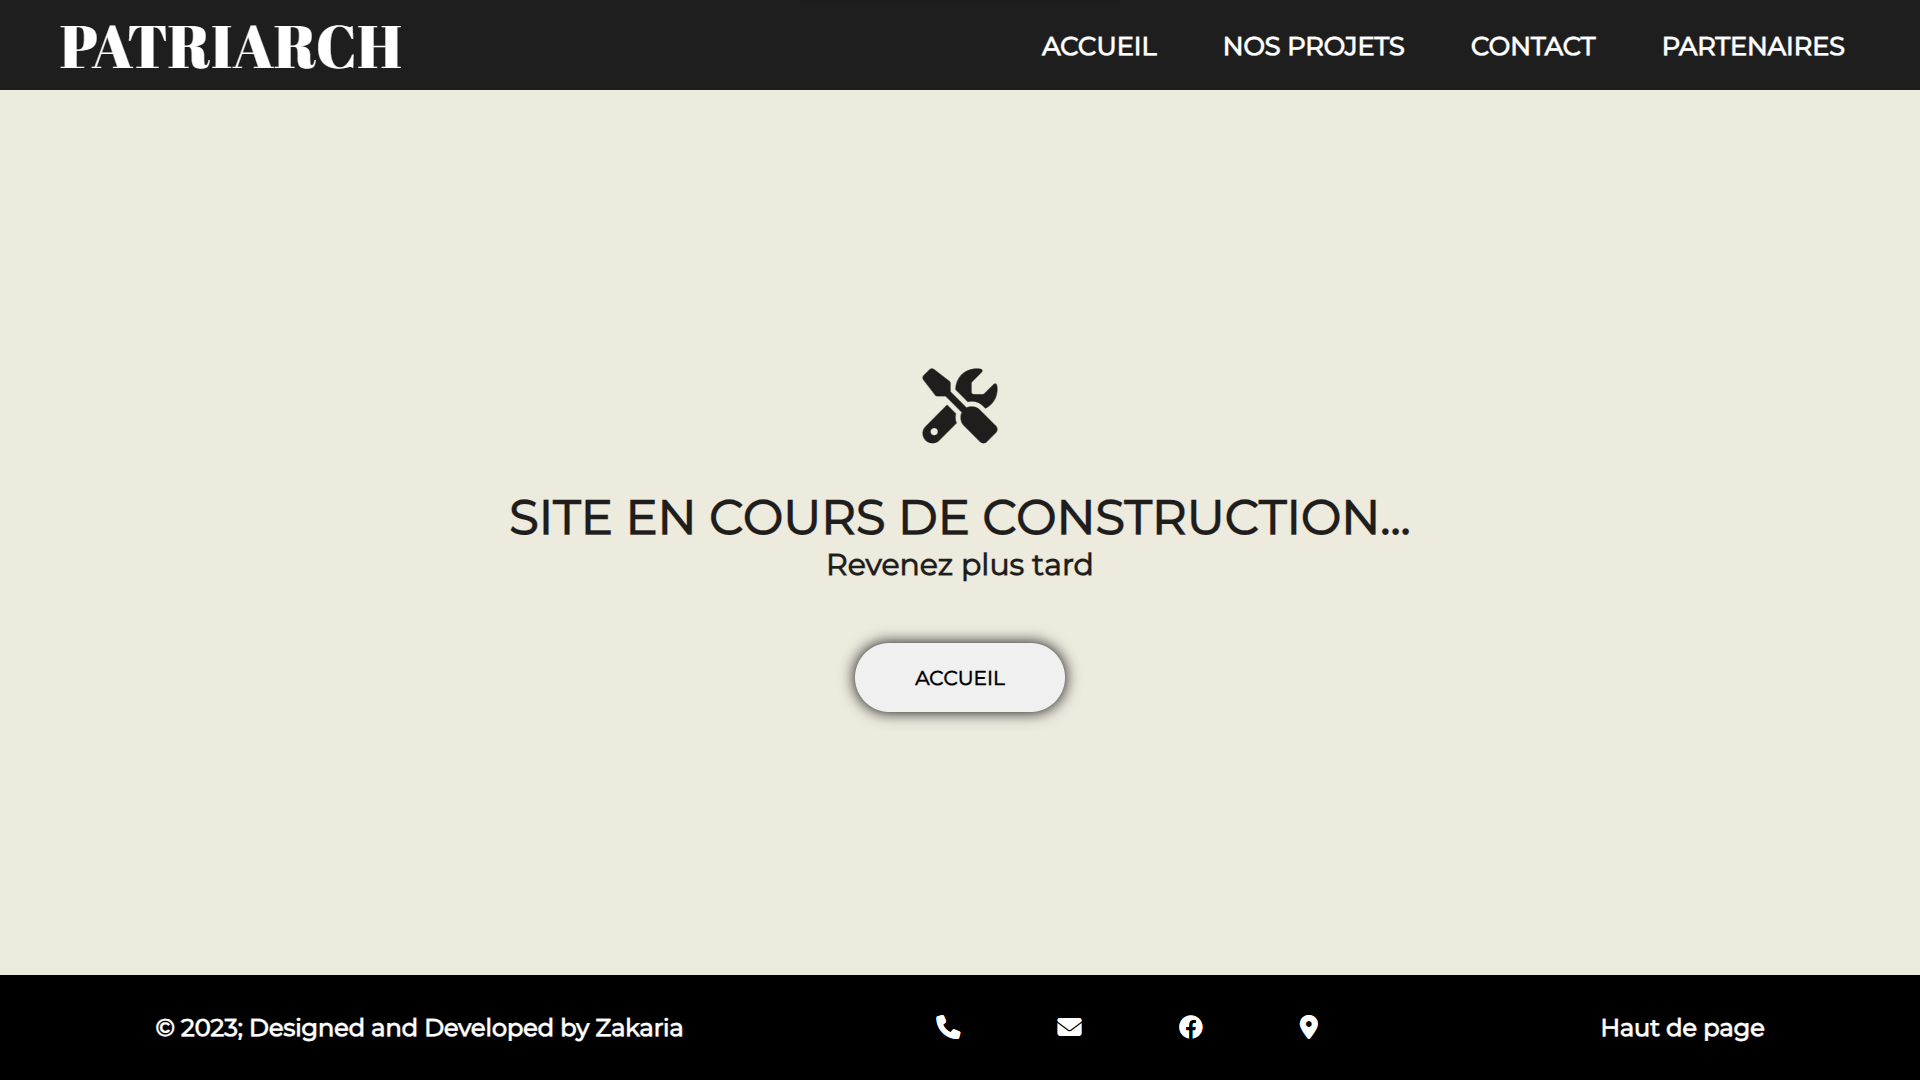 PATRIARCH
ACCUEIL NOS PROJETS CONTACT PARTENAIRES
SITE EN COURS DE CONSTRUCTION...
Revenez plus tard
ACCUEIL
© 2023; Designed and Developed by Zakaria
Haut de page